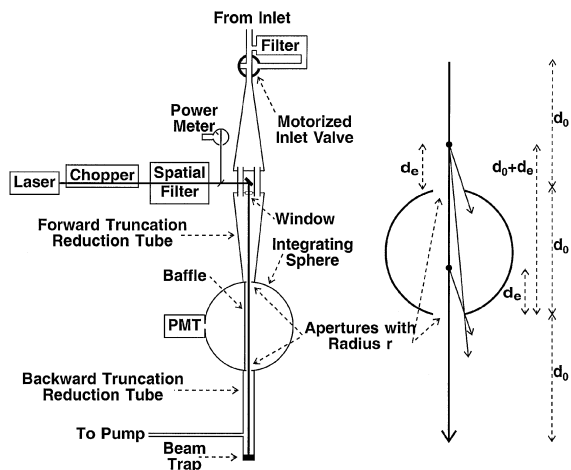 From Inlet
Filter
Power
Meter
Motorized
Inlet Valve
Laser
Chopper
Spatial
Filter
Window
Forward Truncation
Reduction Tube
Integrating
Sphere
Baffle
PMT
Apertures with
Radius r
Backward Truncation
Reduction Tube
To Pump
Beam
Trap
d₀
dₑ
d₀+dₑ
d₀
dₑ
d₀